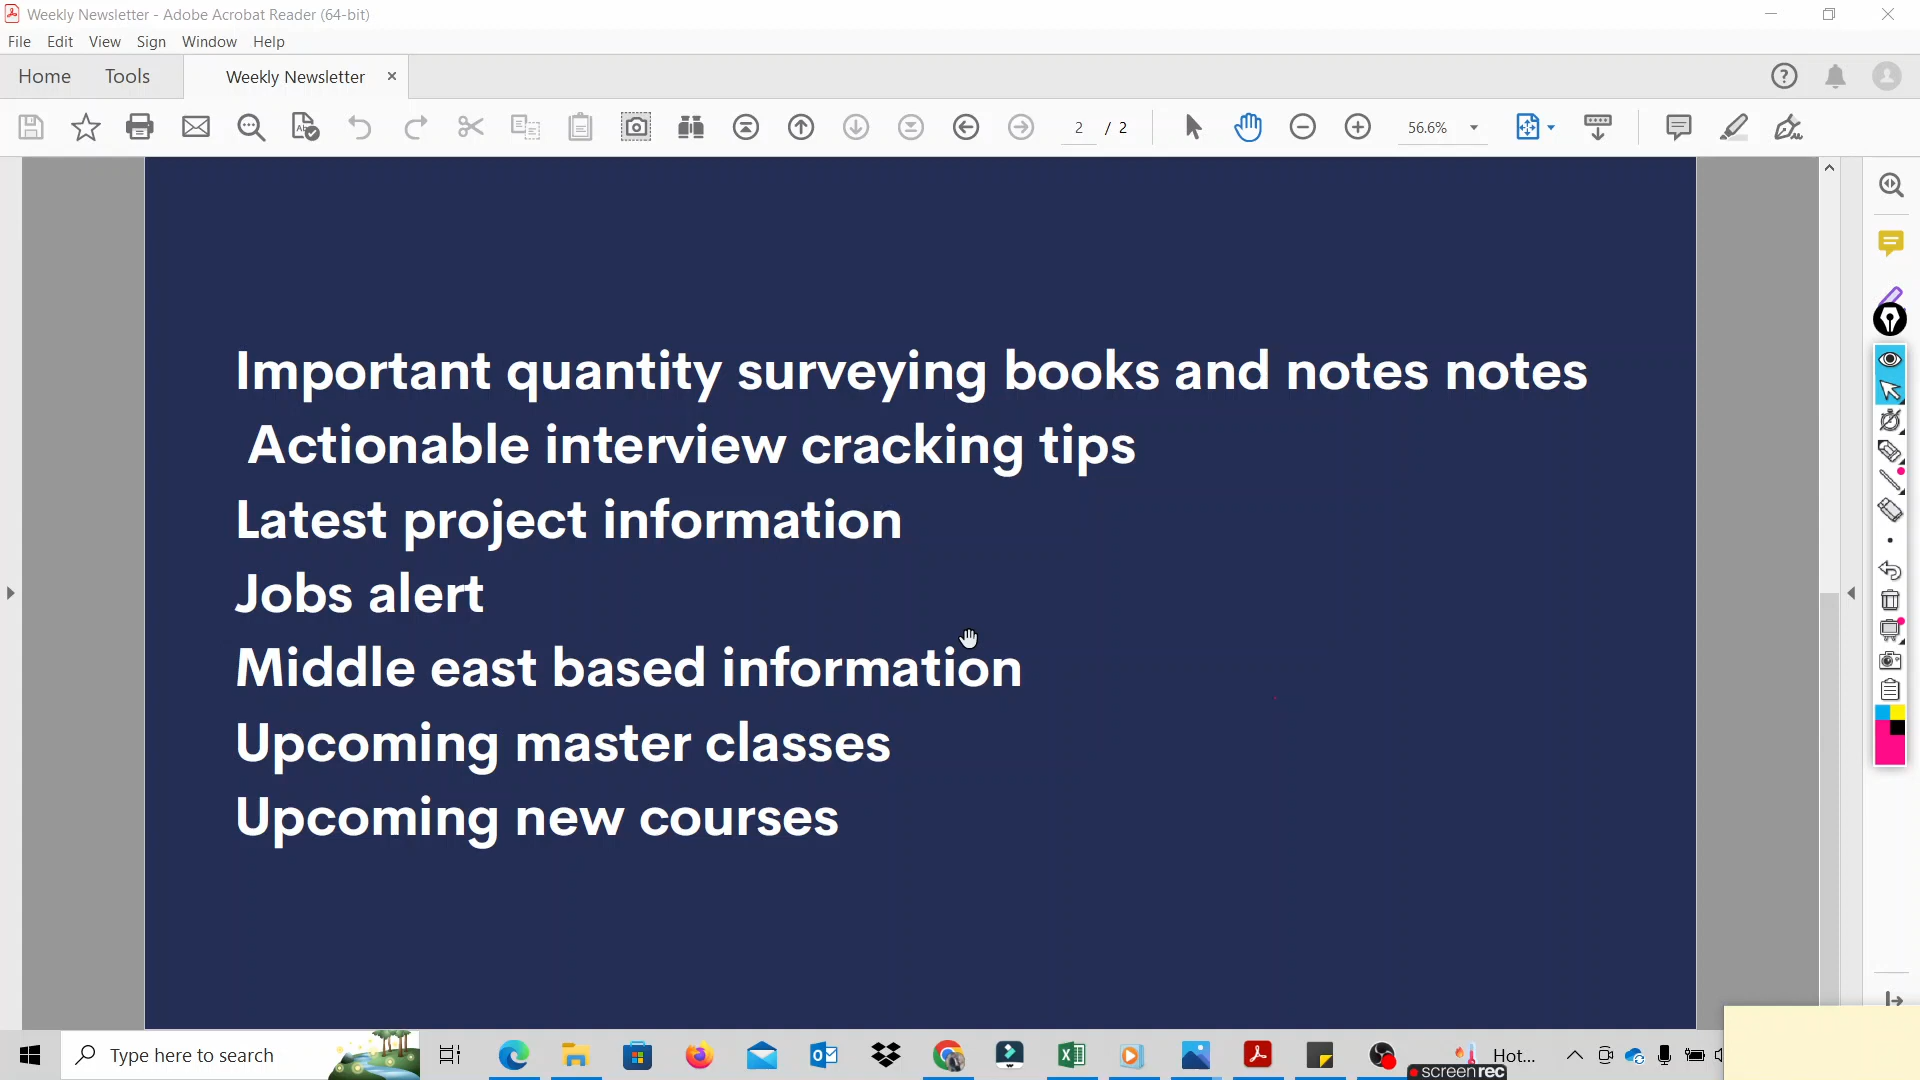 Weekly Newsletter - Adobe Acrobat Reader (64-bit)
File Edit View Sign Window Help
Home Tools Weekly Newsletter
2 / 2 56.6%
Important quantity surveying books and notes notes
Actionable interview cracking tips
Latest project information
Jobs alert
Middle east based information
Upcoming master classes
Upcoming new courses
Type here to search Hot...
screenrec